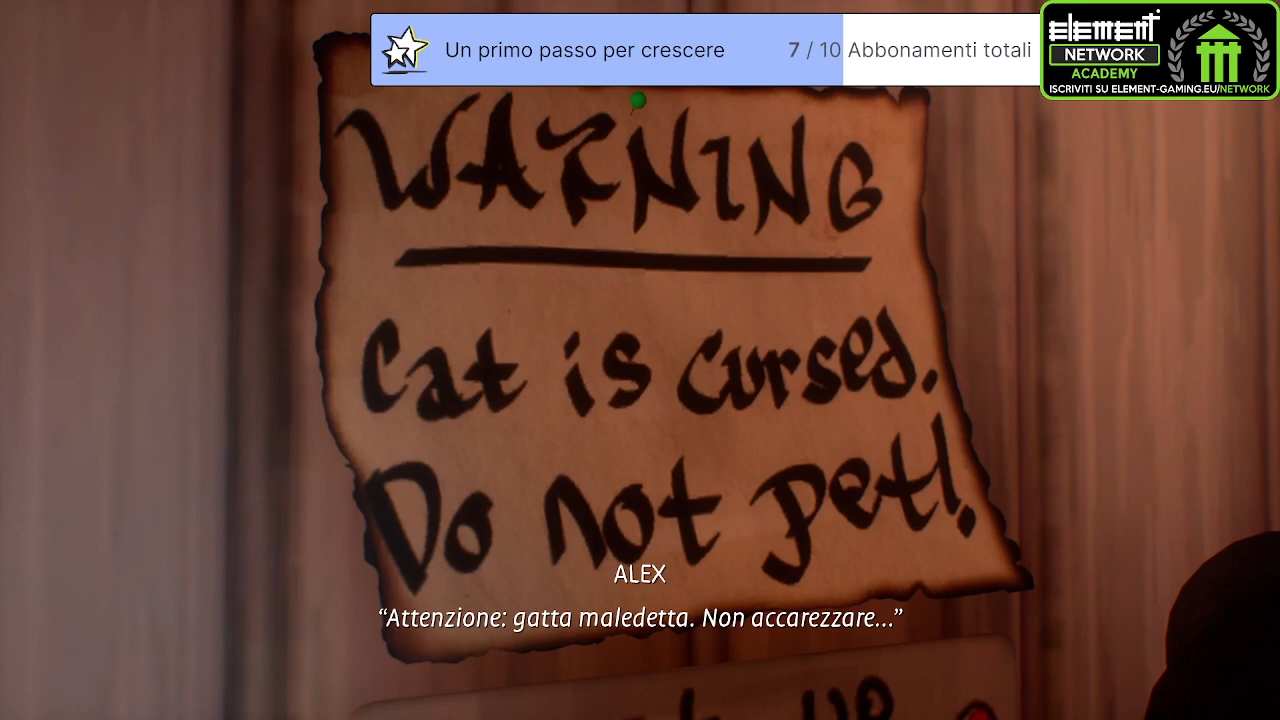 Un primo passo per crescere 7 / 10 Abbonamenti totali
element
NETWORK
ACADEMY
ISCRIVITI SU ELEMENT-GAMING.EU/NETWORK
WARNING
Cat is cursed.
Do not pet!
ALEX
“Attenzione: gatta maledetta. Non accarezzare...”